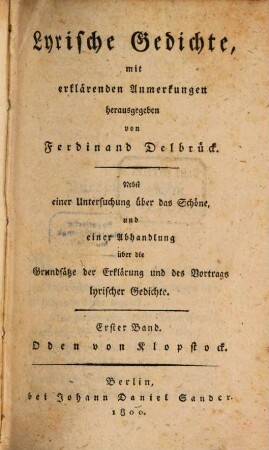 Lyrische Gedichte,
mit
erklärenden Anmerkungen
herausgegeben
von
Ferdinand Delbrück.
Nebst
einer Untersuchung über das Schöne,
und
einer Abhandlung
über die
Grundsätze der Erklärung und des Vortrags
lyrischer Gedichte.
Erster Band.
Oden von Klopstock.
Berlin,
bei Johann Daniel Sander.
1800.